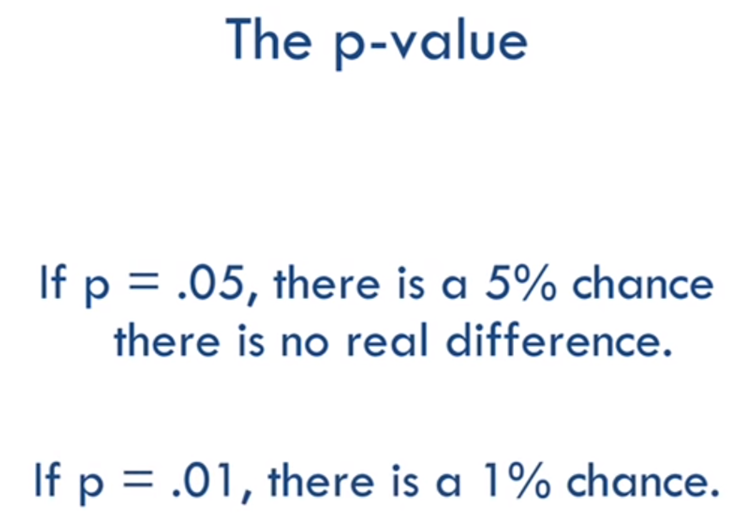 The p-value
If p = .05, there is a 5% chance
there is no real difference.
If p = .01, there is a 1% chance.